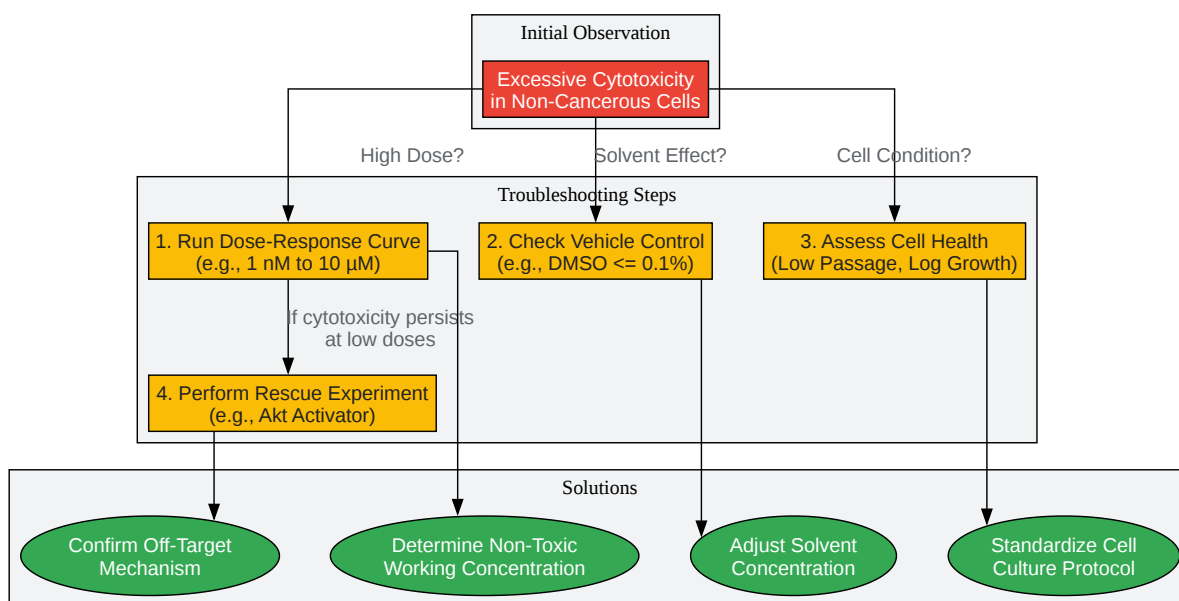 Initial Observation
Excessive Cytotoxicity
in Non-Cancerous Cells
High Dose?
Solvent Effect?
Cell Condition?
Troubleshooting Steps
1. Run Dose-Response Curve
(e.g., 1 nM to 10 µM)
2. Check Vehicle Control
(e.g., DMSO <= 0.1%)
3. Assess Cell Health
(Low Passage, Log Growth)
If cytotoxicity persists
at low doses
4. Perform Rescue Experiment
(e.g., Akt Activator)
Solutions
Confirm Off-Target
Mechanism
Determine Non-Toxic
Working Concentration
Adjust Solvent
Concentration
Standardize Cell
Culture Protocol